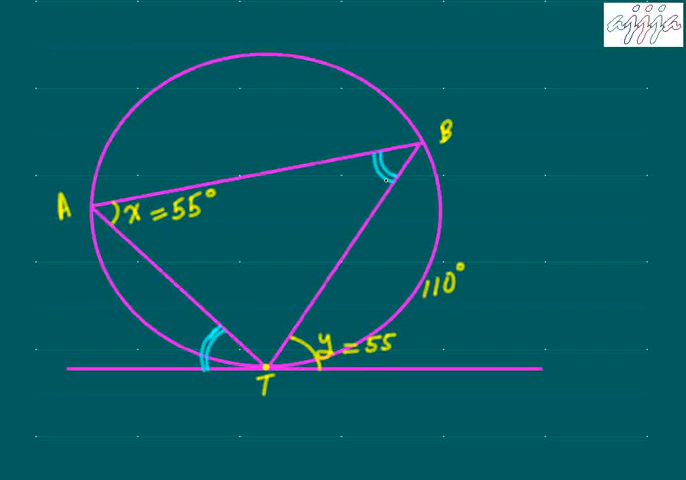 ajja
B
A
x = 55°
110°
y = 55
T